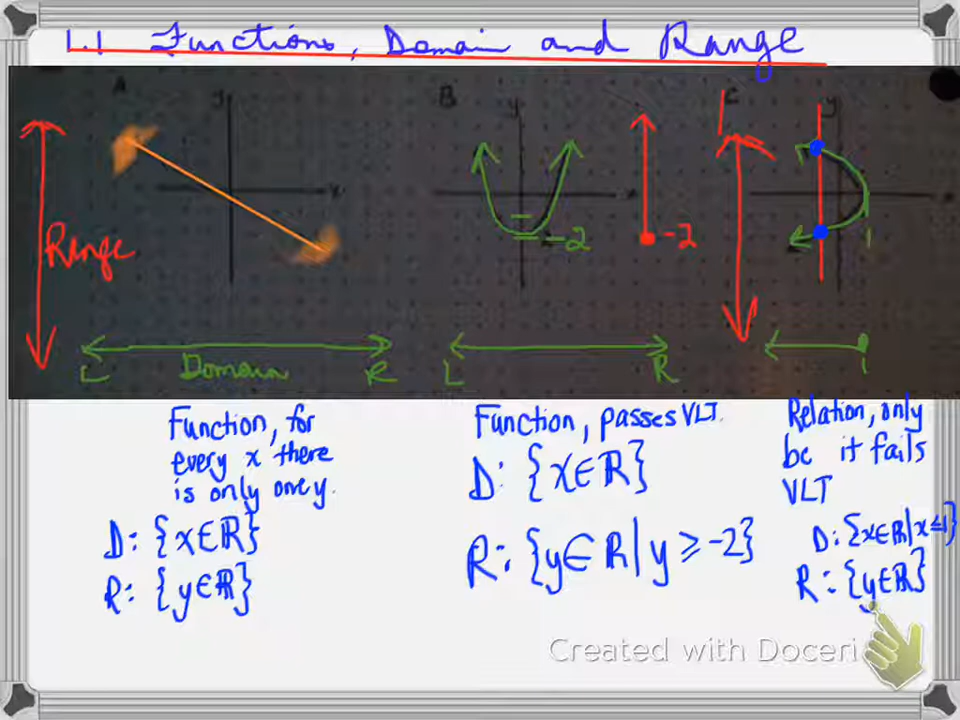 1.1 Functions, Domain and Range
A
y
x
Range
L Domain R
B
y
x
-2
-2
L R
C
y
1
1
Function, for
every x there
is only one y.
D: {x∈ℝ}
R: {y∈ℝ}
Function, passes VLT.
D: {x∈ℝ}
R: {y∈ℝ | y ≥ -2}
Relation, only
bc it fails
VLT
D: {x∈ℝ | x≤1}
R: {y∈ℝ}
Created with Doceri